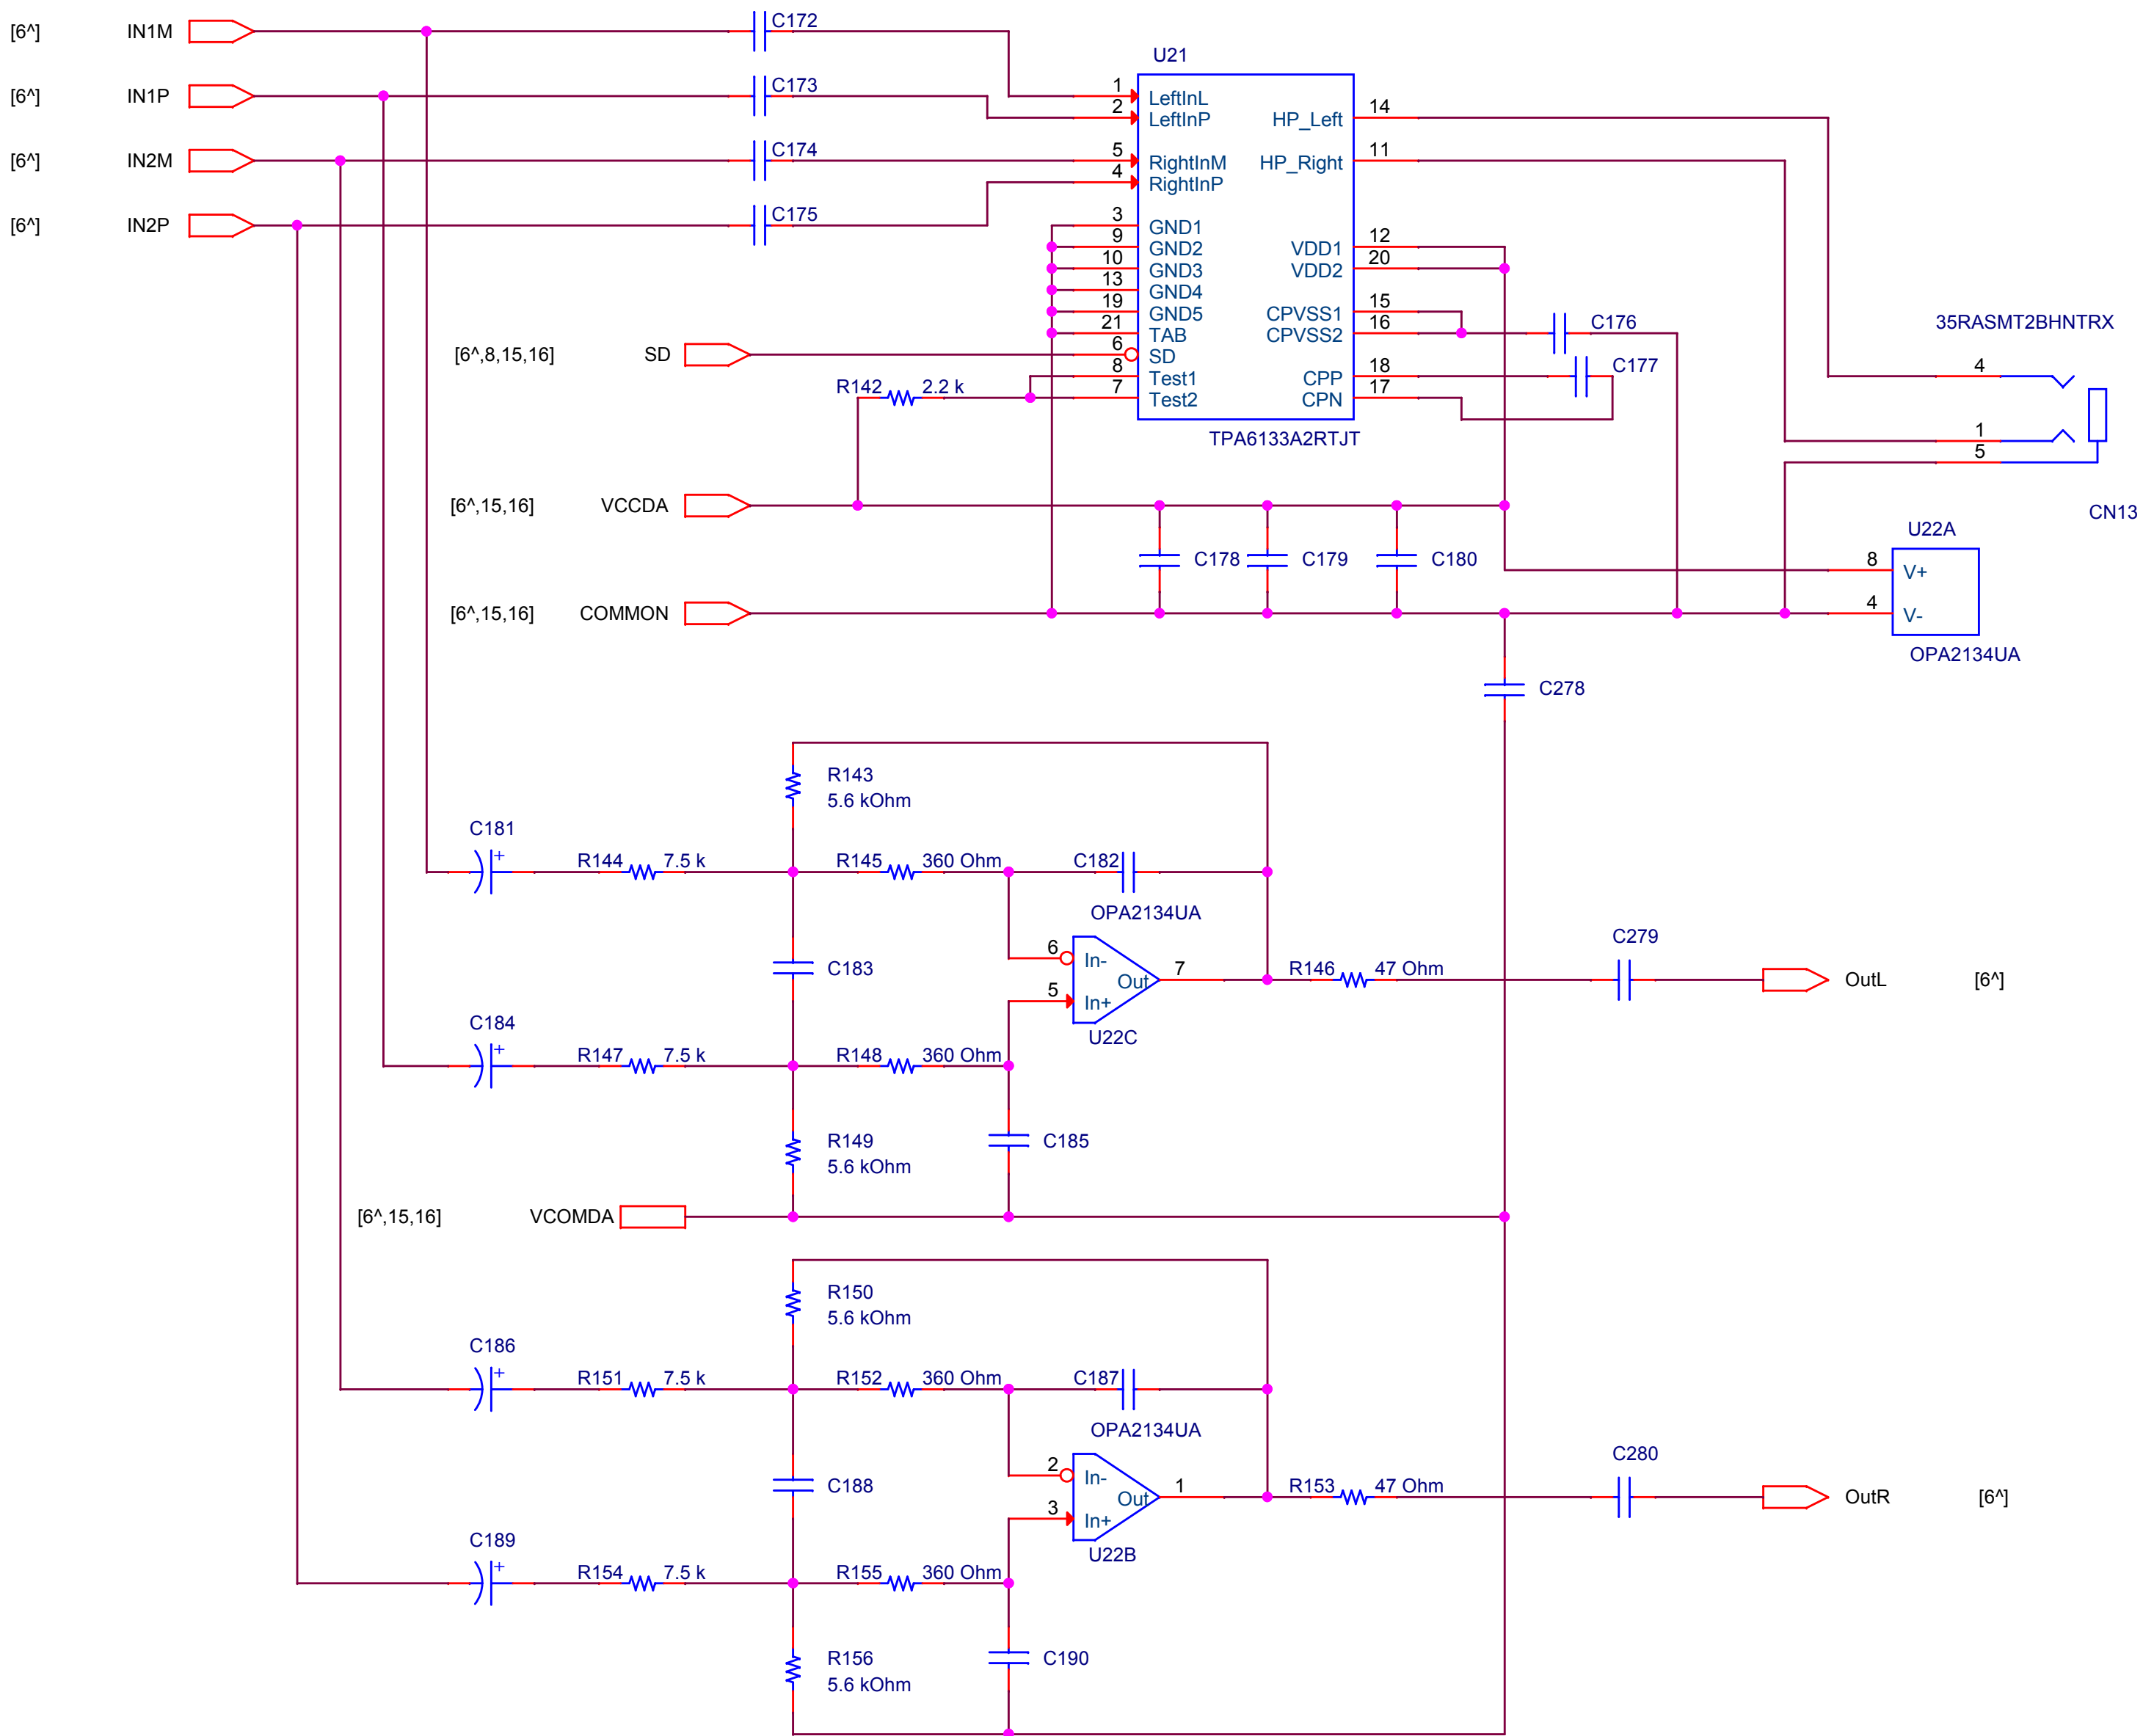 [6^] IN1M C172
U21
[6^] IN1P C173
1 LeftInL
2 LeftInP HP_Left 14
[6^] IN2M C174
5 RightInM HP_Right 11
4 RightInP
[6^] IN2P C175
3 GND1
9 GND2 VDD1 12
10 GND3 VDD2 20
13 GND4
19 GND5 CPVSS1 15
21 TAB CPVSS2 16 C176
35RASMT2BHNTRX
[6^,8,15,16] SD 6 SD
8 Test1 CPP 18 C177 4
R142 2.2 k 7 Test2 CPN 17
TPA6133A2RTJT
1
5
[6^,15,16] VCCDA
CN13
U22A
C178 C179 C180
8 V+
[6^,15,16] COMMON 4 V-
OPA2134UA
C278
R143
5.6 kOhm
C181
R144 7.5 k R145 360 Ohm C182
OPA2134UA
C279
6 In-
C183
Out 7 R146 47 Ohm OutL [6^]
5 In+
C184
U22C
R147 7.5 k R148 360 Ohm
R149
5.6 kOhm
C185
[6^,15,16] VCOMDA
R150
5.6 kOhm
C186
R151 7.5 k R152 360 Ohm C187
OPA2134UA
C280
2 In-
C188
Out 1 R153 47 Ohm OutR [6^]
3 In+
C189
U22B
R154 7.5 k R155 360 Ohm
R156
5.6 kOhm
C190